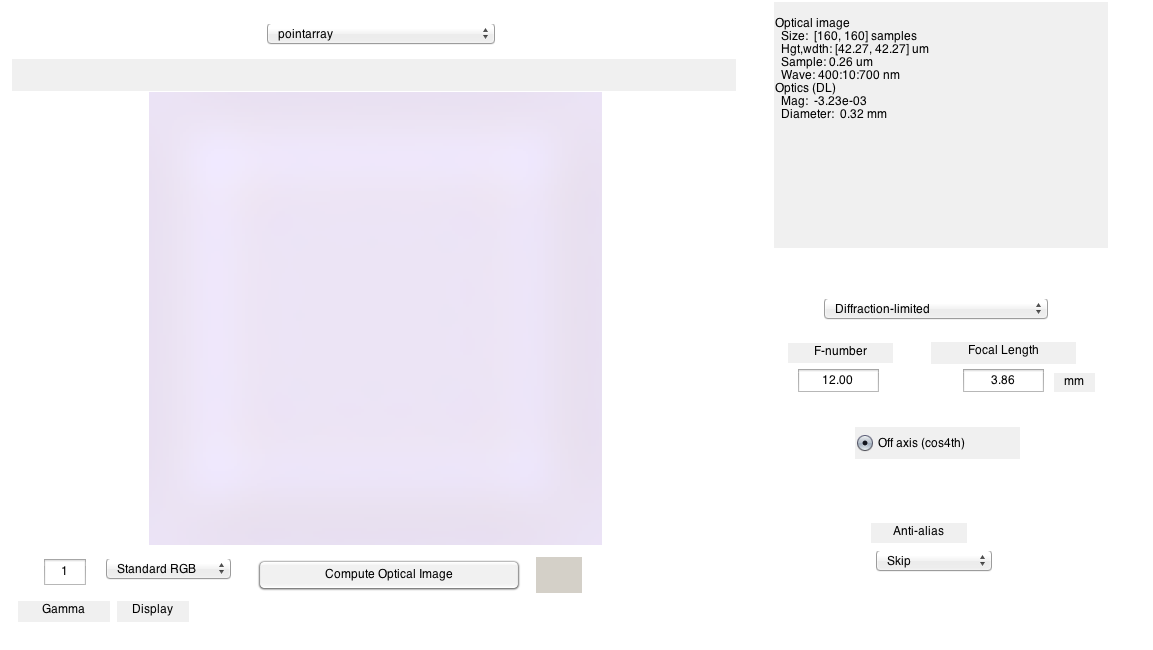 pointarray
Optical image
Size: [160, 160] samples
Hgt,wdth: [42.27, 42.27] um
Sample: 0.26 um
Wave: 400:10:700 nm
Optics (DL)
Mag: -3.23e-03
Diameter: 0.32 mm
Diffraction-limited
F-number
Focal Length
12.00
3.86
mm
Off axis (cos4th)
Anti-alias
Skip
1
Standard RGB
Compute Optical Image
Gamma
Display